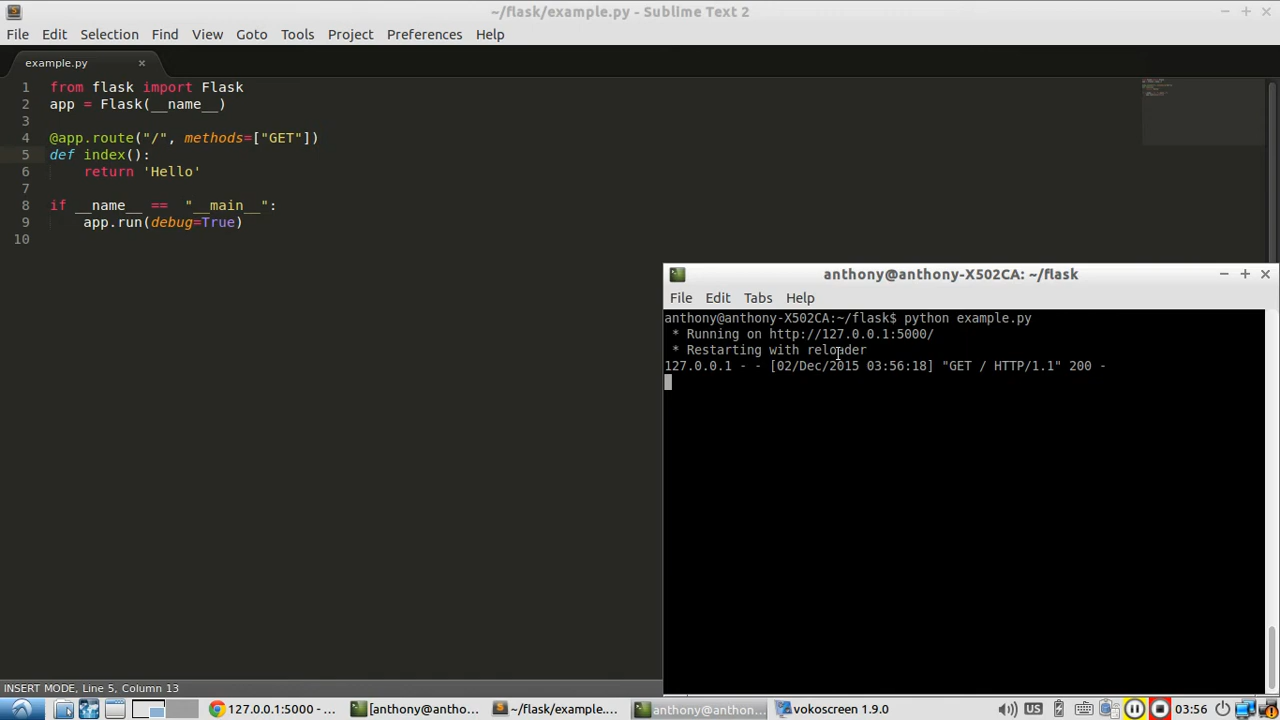 ~/flask/example.py - Sublime Text 2
File Edit Selection Find View Goto Tools Project Preferences Help
example.py
1 from flask import Flask
2 app = Flask(__name__)
3
4 @app.route("/", methods=["GET"])
5 def index():
6     return 'Hello'
7
8 if __name__ ==  "__main__":
9     app.run(debug=True)
10
anthony@anthony-X502CA: ~/flask
File Edit Tabs Help
anthony@anthony-X502CA:~/flask$ python example.py
 * Running on http://127.0.0.1:5000/
 * Restarting with reloader
127.0.0.1 - - [02/Dec/2015 03:56:18] "GET / HTTP/1.1" 200 -
INSERT MODE, Line 5, Column 13
127.0.0.1:5000 - ... [anthony@antho... ~/flask/example.... anthony@anthon... vokoscreen 1.9.0 US 03:56